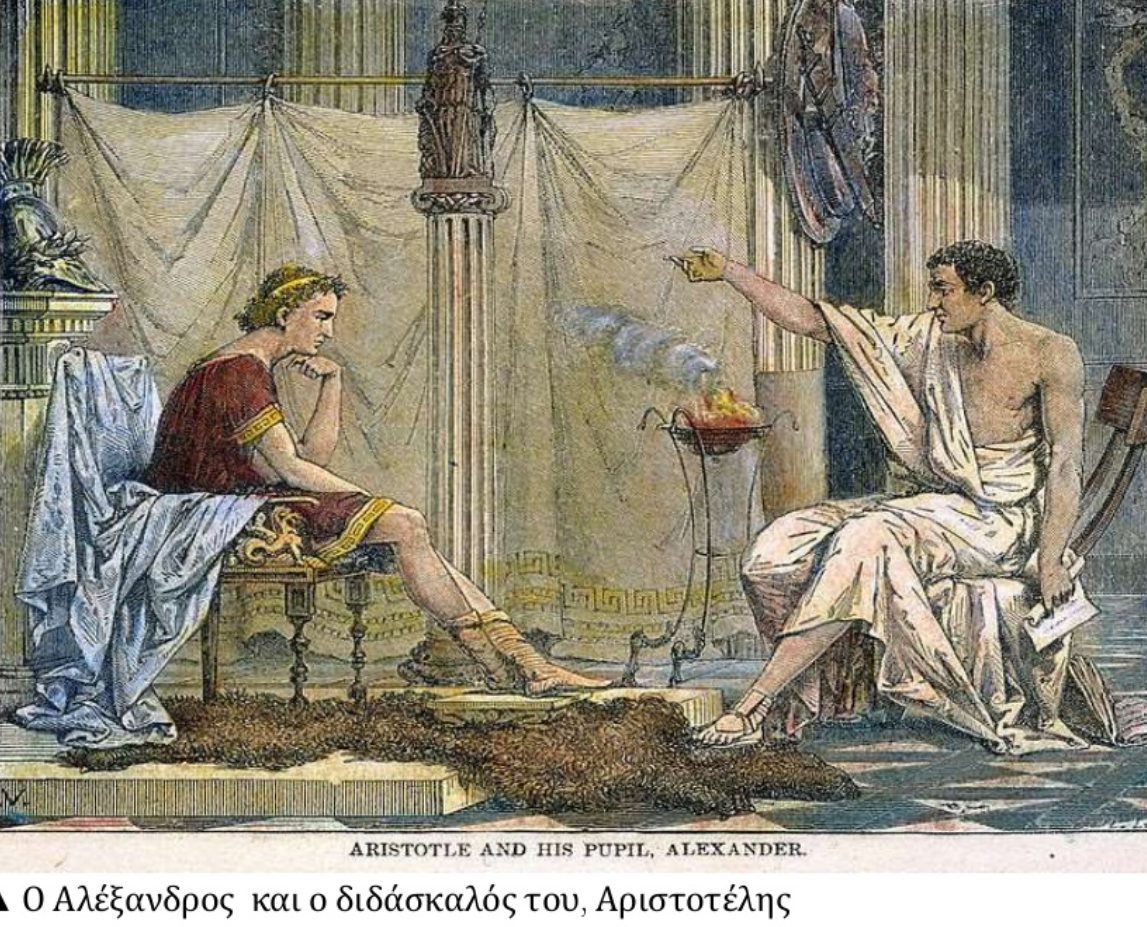 ARISTOTLE AND HIS PUPIL, ALEXANDER.
▲ Ο Αλέξανδρος και ο διδάσκαλός του, Αριστοτέλης